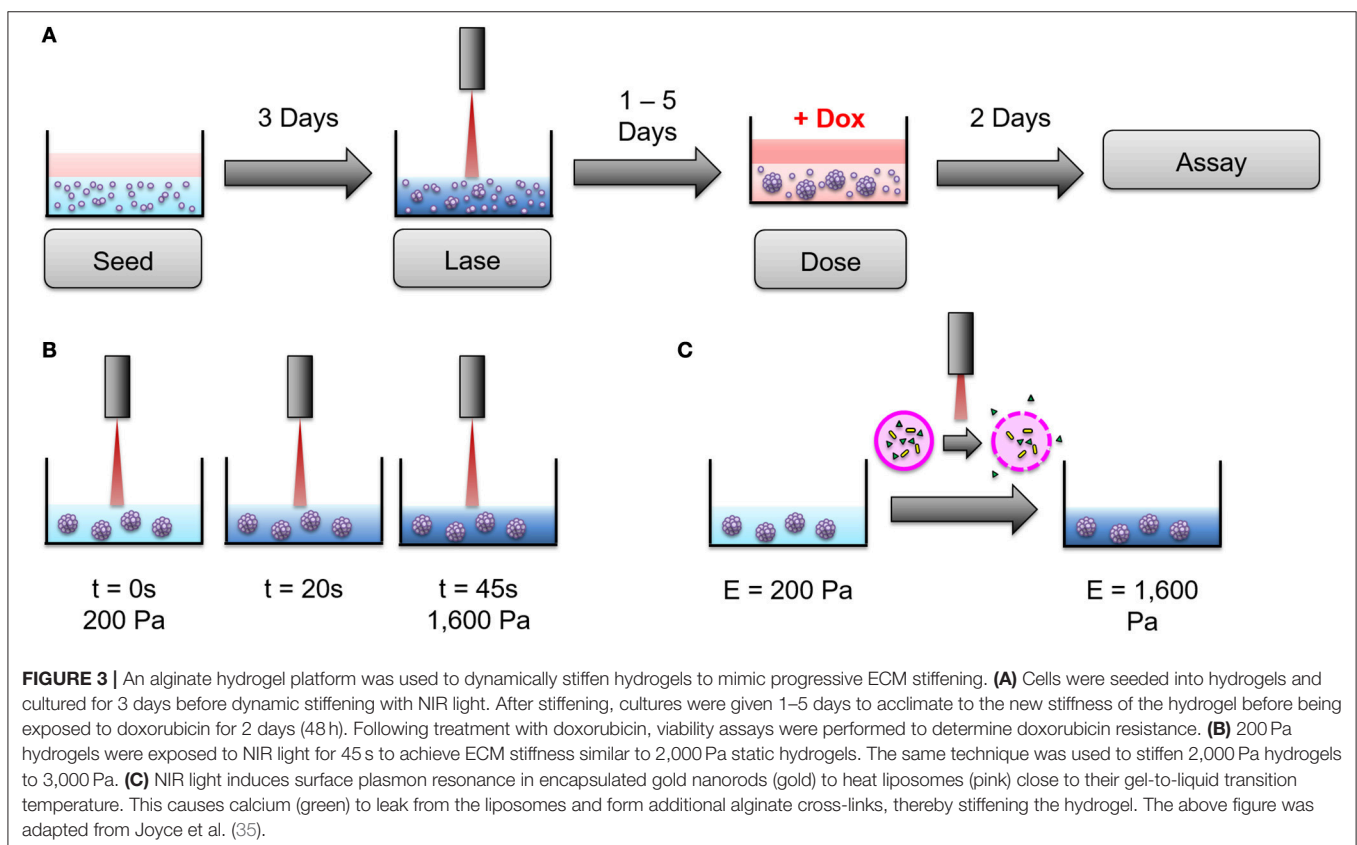 A
3 Days
1 – 5
Days
+ Dox
2 Days
Assay
Seed
Lase
Dose
B
C
t = 0s
200 Pa
t = 20s
t = 45s
1,600 Pa
E = 200 Pa
E = 1,600
Pa
FIGURE 3 | An alginate hydrogel platform was used to dynamically stiffen hydrogels to mimic progressive ECM stiffening. (A) Cells were seeded into hydrogels and
cultured for 3 days before dynamic stiffening with NIR light. After stiffening, cultures were given 1–5 days to acclimate to the new stiffness of the hydrogel before being
exposed to doxorubicin for 2 days (48 h). Following treatment with doxorubicin, viability assays were performed to determine doxorubicin resistance. (B) 200 Pa
hydrogels were exposed to NIR light for 45 s to achieve ECM stiffness similar to 2,000 Pa static hydrogels. The same technique was used to stiffen 2,000 Pa hydrogels
to 3,000 Pa. (C) NIR light induces surface plasmon resonance in encapsulated gold nanorods (gold) to heat liposomes (pink) close to their gel-to-liquid transition
temperature. This causes calcium (green) to leak from the liposomes and form additional alginate cross-links, thereby stiffening the hydrogel. The above figure was
adapted from Joyce et al. (35).